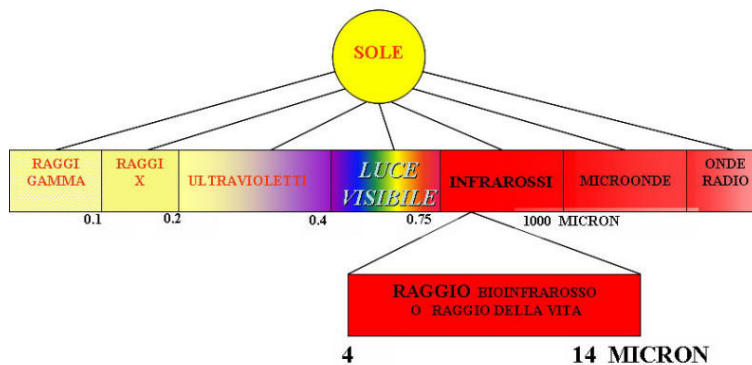 SOLE
RAGGI
GAMMA
RAGGI
X
ULTRAVIOLETTI
LUCE
VISIBILE
INFRAROSSI
MICROONDE
ONDE
RADIO
0.1
0.2
0.4
0.75
1000 MICRON
RAGGIO BIOINFRAROSSO
O RAGGIO DELLA VITA
4
14 MICRON